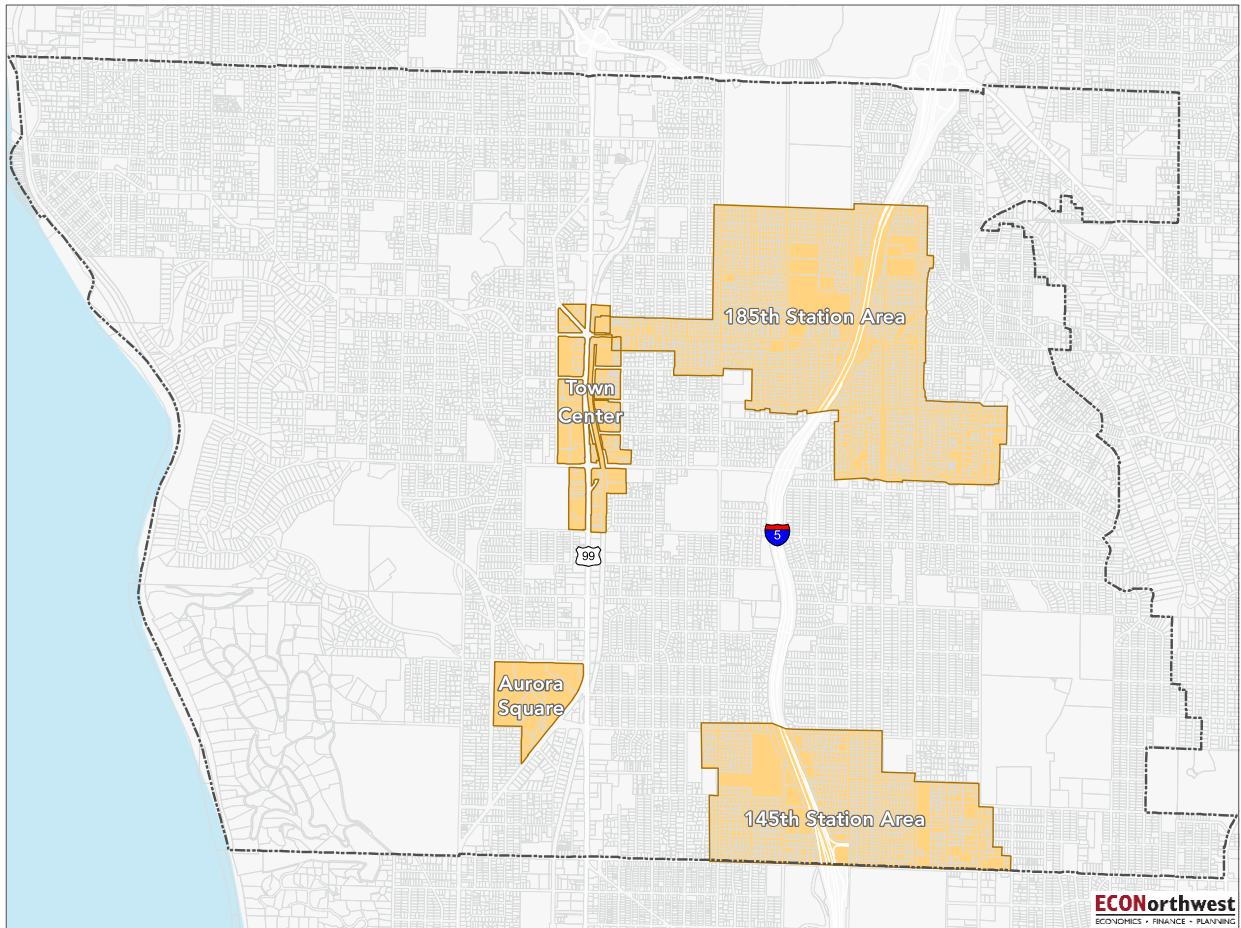 185th Station Area
Town
Center
5
99
Aurora
Square
145th Station Area
ECONorthwest
ECONOMICS • FINANCE • PLANNING